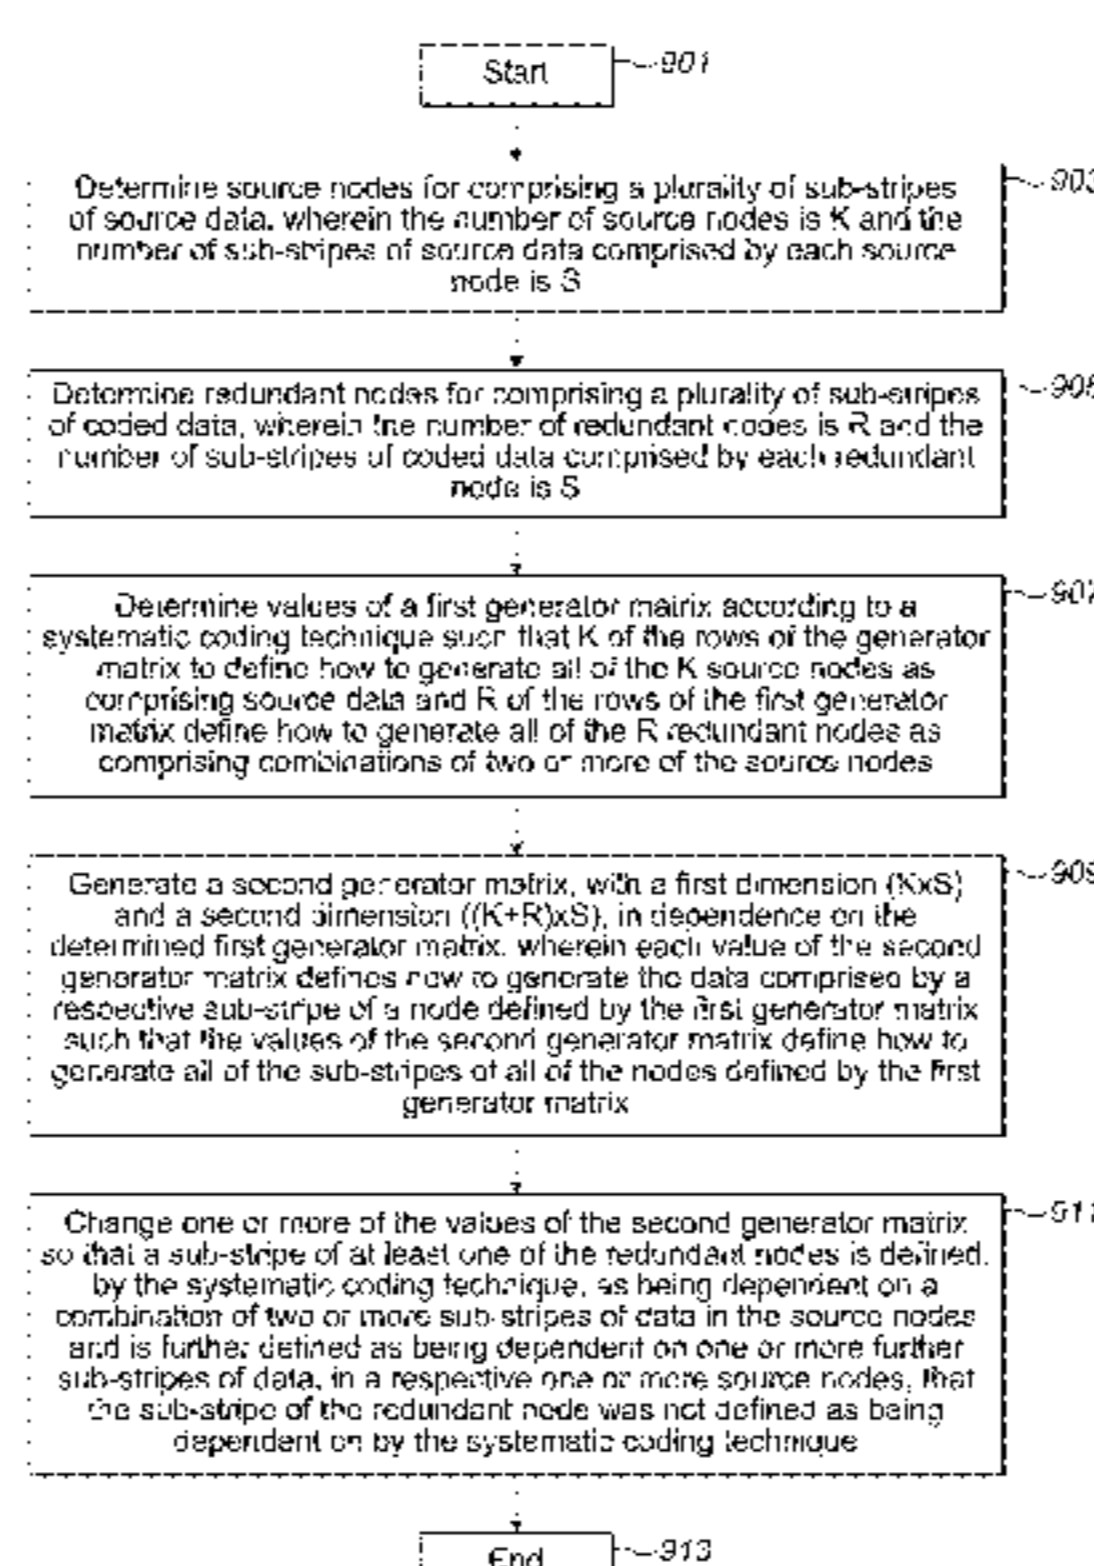 Start
901
Determine source nodes for comprising a plurality of sub-stripes
903
of source data, wherein the number of source nodes is K and the
number of sub-stripes of source data comprised by each source
node is S
Determine redundant nodes for comprising a plurality of sub-stripes
905
of coded data, wherein the number of redundant nodes is R and the
number of sub-stripes of coded data comprised by each redundant
node is S
Determine values of a first generator matrix according to a
907
systematic coding technique such that K of the rows of the generator
matrix to define how to generate all of the K source nodes as
comprising source data and R of the rows of the first generator
matrix define how to generate all of the R redundant nodes as
comprising combinations of two or more of the source nodes
Generate a second generator matrix, with a first dimension (KxS)
909
and a second dimension ((K+R)xS), in dependence on the
determined first generator matrix, wherein each value of the second
generator matrix defines how to generate the data comprised by a
respective sub-stripe of a node defined by the first generator matrix
such that the values of the second generator matrix define how to
generate all of the sub-stripes of all of the nodes defined by the first
generator matrix
Change one or more of the values of the second generator matrix
911
so that a sub-stripe of at least one of the redundant nodes is defined,
by the systematic coding technique, as being dependent on a
combination of two or more sub-stripes of data in the source nodes
and is further defined as being dependent on one or more further
sub-stripes of data, in a respective one or more source nodes, that
the sub-stripe of the redundant node was not defined as being
dependent on by the systematic coding technique
End
913